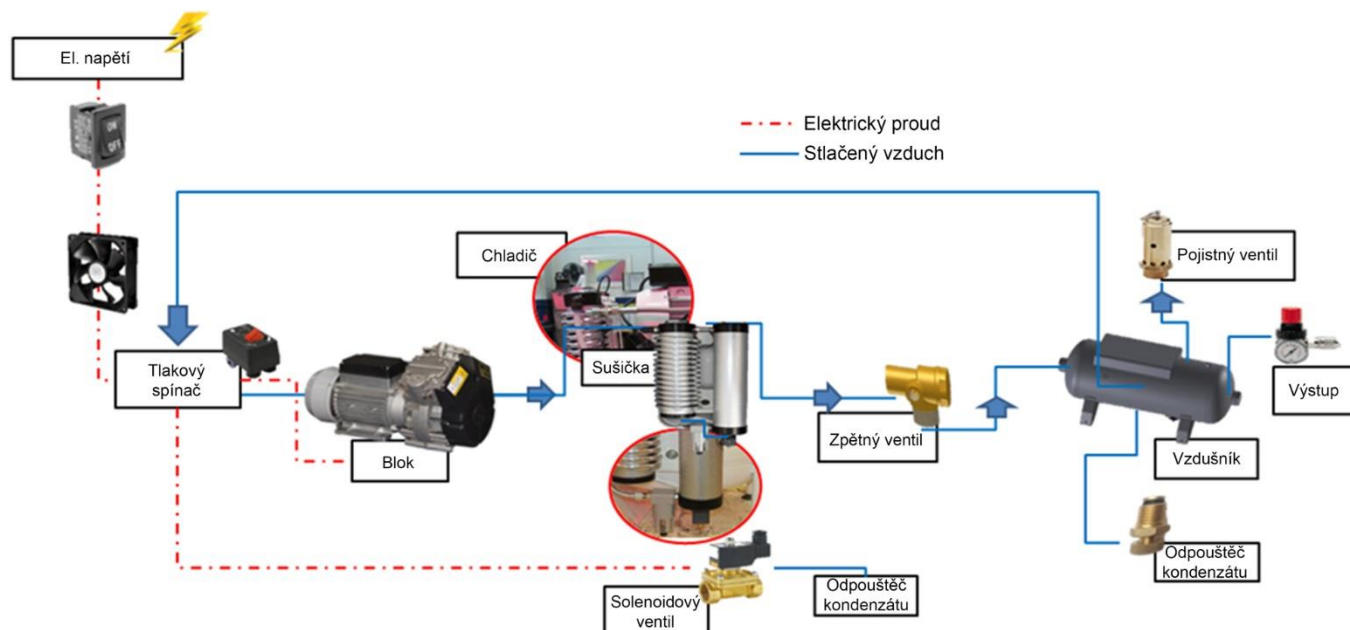 El. napětí
ON
OFF
Elektrický proud
Stlačený vzduch
Chladič
Pojistný ventil
Sušička
Tlakový
spínač
Výstup
Zpětný ventil
Blok
Vzdušník
Odpouštěč
kondenzátu
Solenoidový
ventil
Odpouštěč
kondenzátu